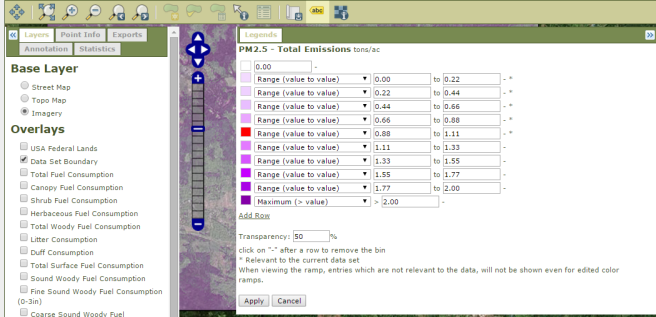 abc
Layers Point Info Exports
Annotation Statistics
Base Layer
Street Map
Topo Map
Imagery
Overlays
USA Federal Lands
Data Set Boundary
Total Fuel Consumption
Canopy Fuel Consumption
Shrub Fuel Consumption
Herbaceous Fuel Consumption
Total Woody Fuel Consumption
Litter Consumption
Duff Consumption
Total Surface Fuel Consumption
Sound Woody Fuel Consumption
Fine Sound Woody Fuel Consumption
(0-3in)
Coarse Sound Woody Fuel
Legends
PM2.5 - Total Emissions tons/ac
0.00 -
Range (value to value) 0.00 to 0.22 - *
Range (value to value) 0.22 to 0.44 -
Range (value to value) 0.44 to 0.66 -
Range (value to value) 0.66 to 0.88 - *
Range (value to value) 0.88 to 1.11 - *
Range (value to value) 1.11 to 1.33 -
Range (value to value) 1.33 to 1.55 -
Range (value to value) 1.55 to 1.77 -
Range (value to value) 1.77 to 2.00 -
Maximum (> value) > 2.00 -
Add Row
Transparency: 50 %
click on "-" after a row to remove the bin
* Relevant to the current data set
When viewing the ramp, entries which are not relevant to the data, will not be shown even for edited color
ramps.
Apply Cancel